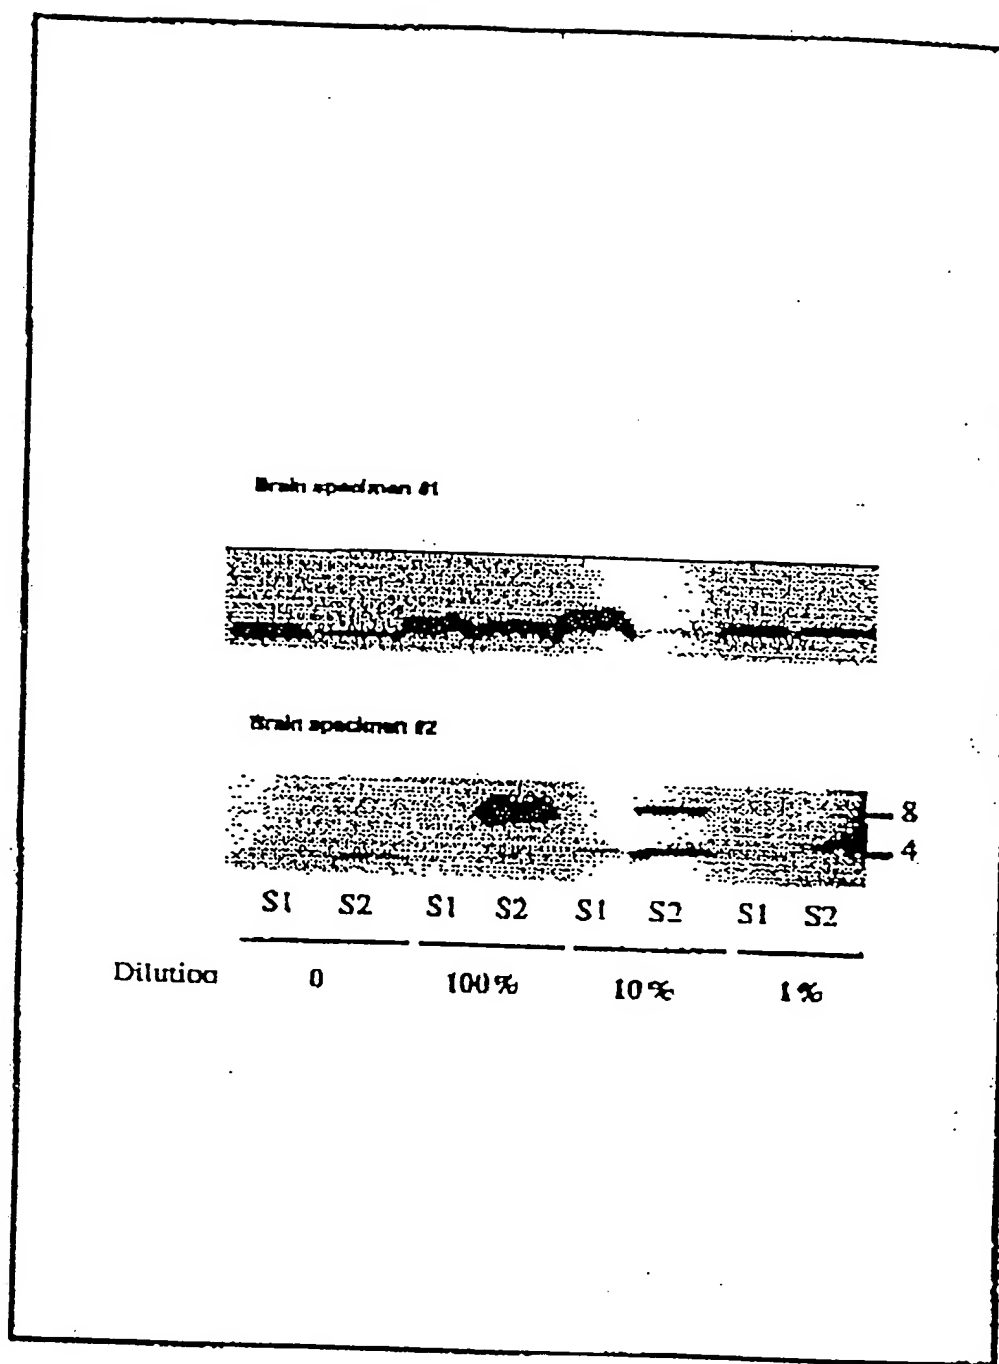 Brain specimen #1
Brain specimen #2
8
4
S1 S2 S1 S2 S1 S2 S1 S2
Dilution 0 100% 10% 1%